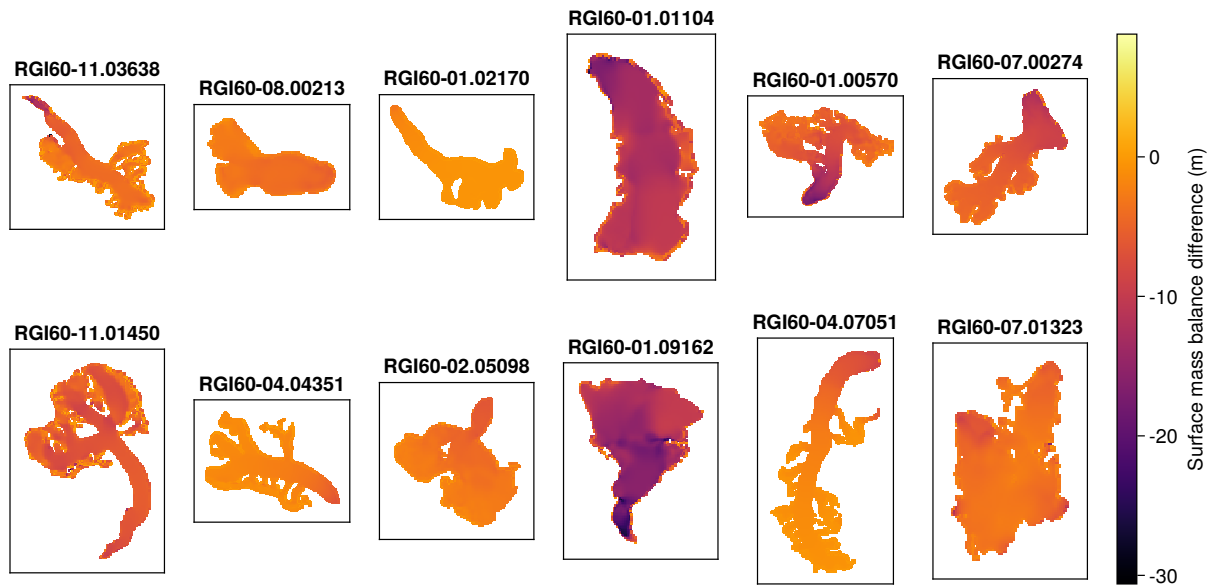 RGI60-11.03638
RGI60-08.00213
RGI60-01.02170
RGI60-01.01104
RGI60-01.00570
RGI60-07.00274
RGI60-11.01450
RGI60-04.04351
RGI60-02.05098
RGI60-01.09162
RGI60-04.07051
RGI60-07.01323
0
-10
-20
-30
Surface mass balance difference (m)